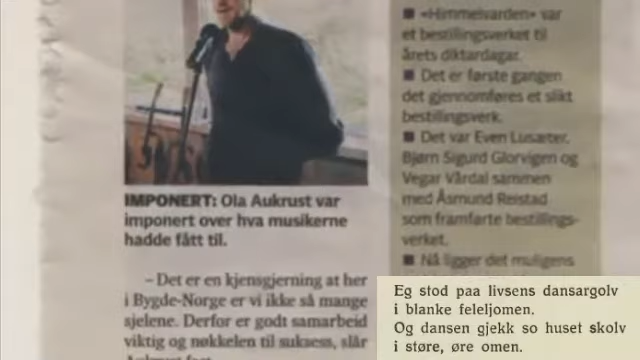 IMPONERT: Ola Aukrust var
imponert over hva musikerne
hadde fått til.
– Det er en kjensgjerning at her
i Bygde-Norge er vi ikke så mange
sjelene. Derfor er godt samarbeid
viktig og nøkkelen til suksess, slår
Aukrust fast.
■ «Himmelvarden» var
et bestillingsverket til
årets diktardagar.
■ Det er første gangen
det gjennomføres et slikt
bestillingsverk.
■ Det var Even Lusæter,
Bjørn Sigurd Glorvigen og
Vegar Vårdal sammen
med Åsmund Reistad
som framførte bestillings-
verket.
■ Nå ligger det muligens
Eg stod paa livsens dansargolv
i blanke feleljomen.
Og dansen gjekk so huset skolv
i støre, øre omen.